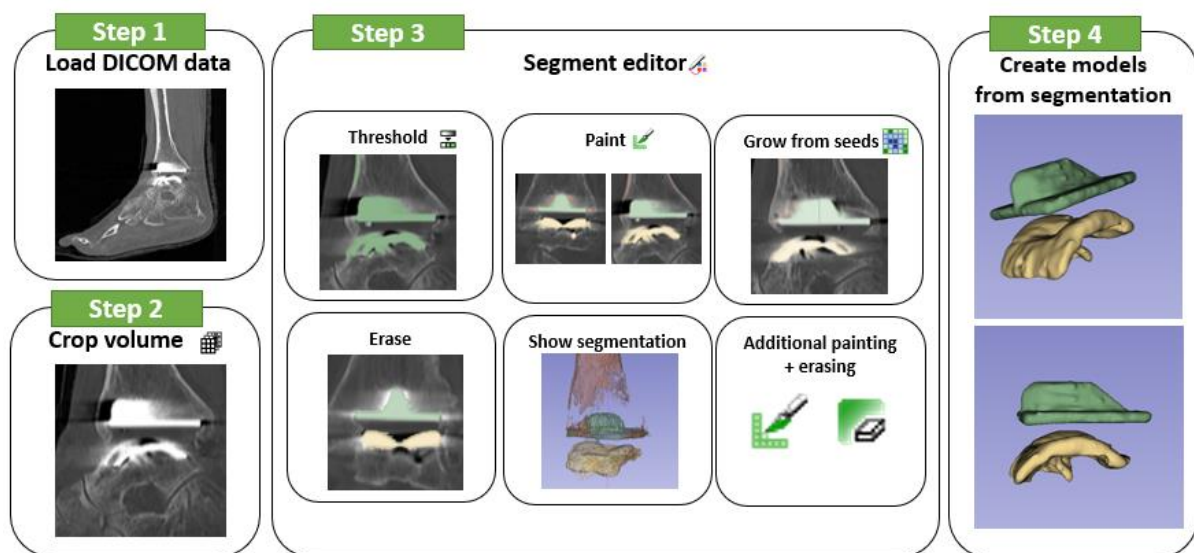 Step 1
Load DICOM data
Step 2
Crop volume
Step 3
Segment editor
Threshold
Paint
Grow from seeds
Erase
Show segmentation
Additional painting
+ erasing
Step 4
Create models
from segmentation